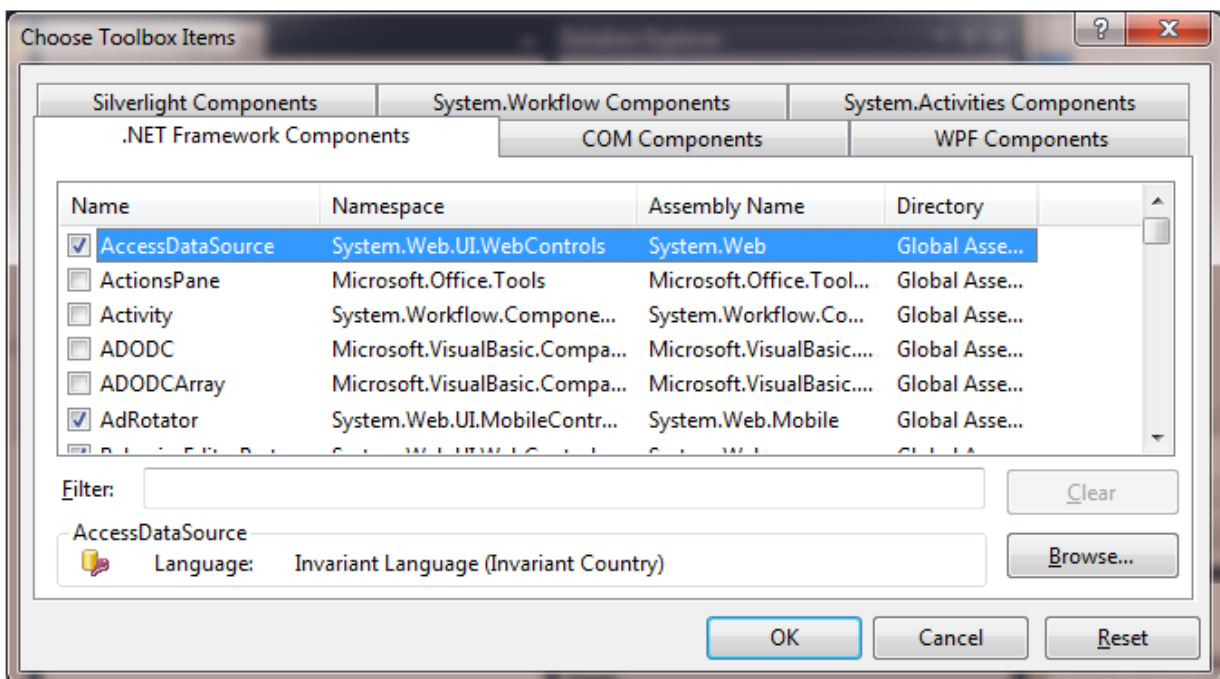 Choose Toolbox Items
Silverlight Components System.Workflow Components System.Activities Components
.NET Framework Components COM Components WPF Components
Name Namespace Assembly Name Directory
AccessDataSource System.Web.UI.WebControls System.Web Global Asse...
ActionsPane Microsoft.Office.Tools Microsoft.Office.Tool... Global Asse...
Activity System.Workflow.Compone... System.Workflow.Co... Global Asse...
ADODC Microsoft.VisualBasic.Compa... Microsoft.VisualBasic.... Global Asse...
ADODCArray Microsoft.VisualBasic.Compa... Microsoft.VisualBasic.... Global Asse...
AdRotator System.Web.UI.MobileContr... System.Web.Mobile Global Asse...
Filter: Clear
AccessDataSource
Language: Invariant Language (Invariant Country) Browse...
OK Cancel Reset